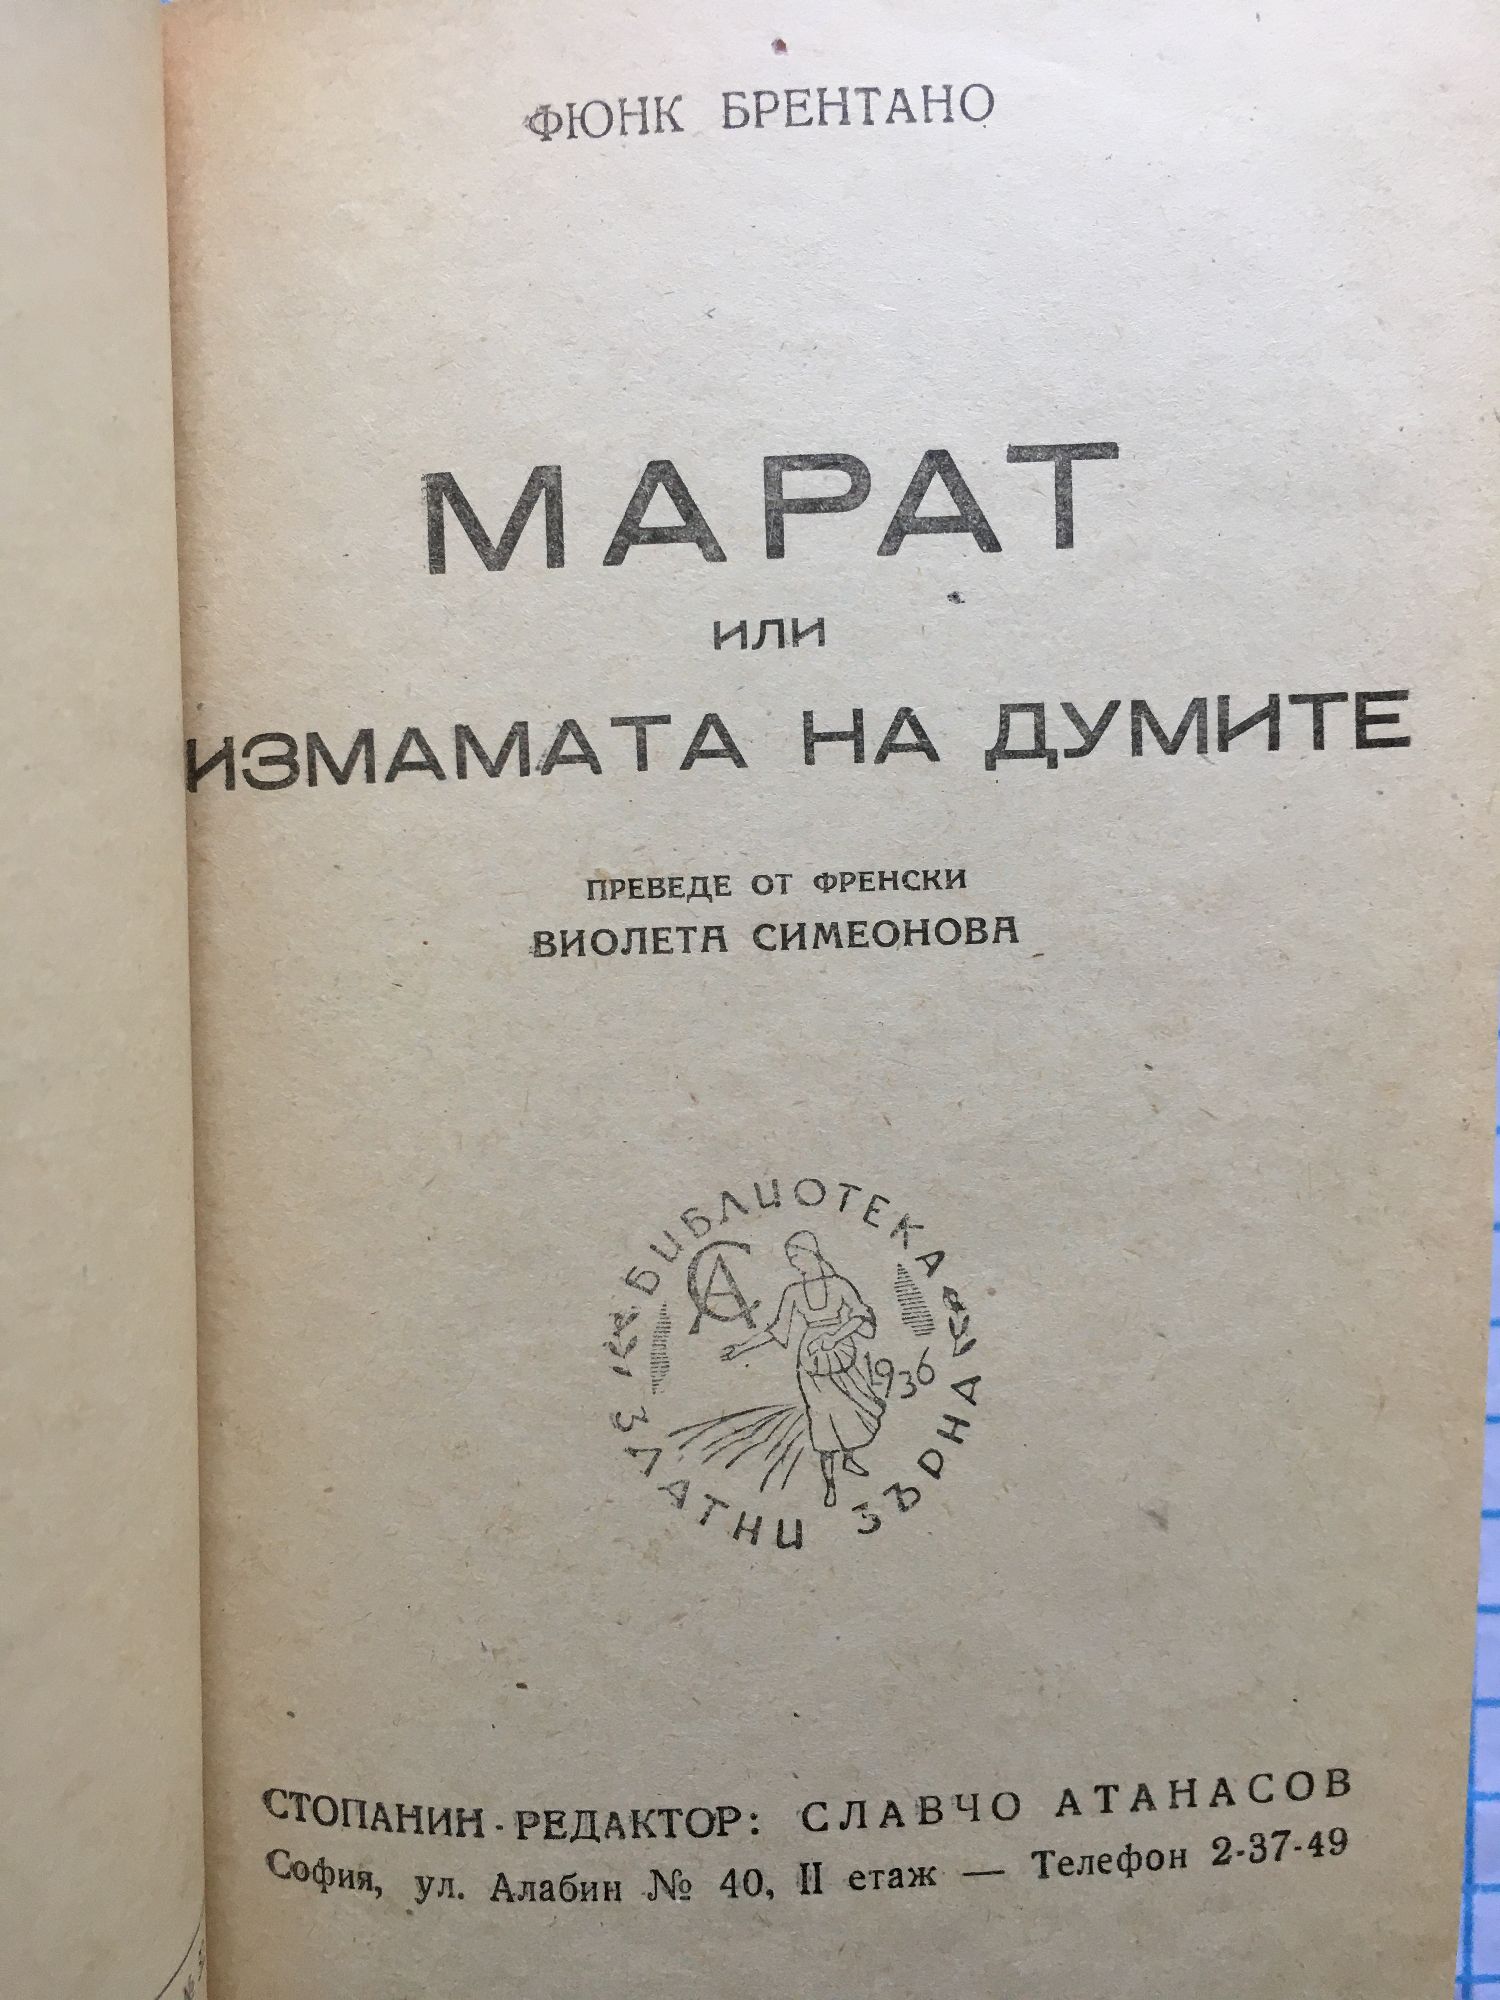 ФЮНК БРЕНТАНО
МАРАТ
или
ИЗМАМАТА НА ДУМИТЕ
ПРЕВЕДЕ ОТ ФРЕНСКИ
ВИОЛЕТА СИМЕОНОВА
БИБЛИОТЕКА
СА
1936
ЗЛАТНИ ЗЪРНА
СТОПАНИН-РЕДАКТОР: СЛАВЧО АТАНАСОВ
София, ул. Алабин № 40, II етаж — Телефон 2-37-49